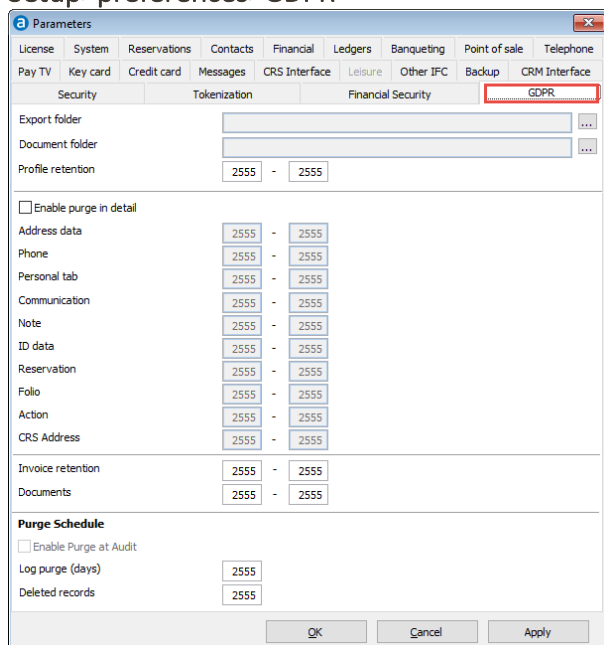 Setup preferences GDPR
a Parameters
License System Reservations Contacts Financial Ledgers Banqueting Point of sale Telephone
Pay TV Key card Credit card Messages CRS Interface Leisure Other IFC Backup CRM Interface
Security Tokenization Financial Security GDPR
Export folder ...
Document folder ...
Profile retention 2555 - 2555
Enable purge in detail
Address data 2555 - 2555
Phone 2555 - 2555
Personal tab 2555 - 2555
Communication 2555 - 2555
Note 2555 - 2555
ID data 2555 - 2555
Reservation 2555 - 2555
Folio 2555 - 2555
Action 2555 - 2555
CRS Address 2555 - 2555
Invoice retention 2555 - 2555
Documents 2555 - 2555
Purge Schedule
Enable Purge at Audit
Log purge (days) 2555
Deleted records 2555
OK Cancel Apply